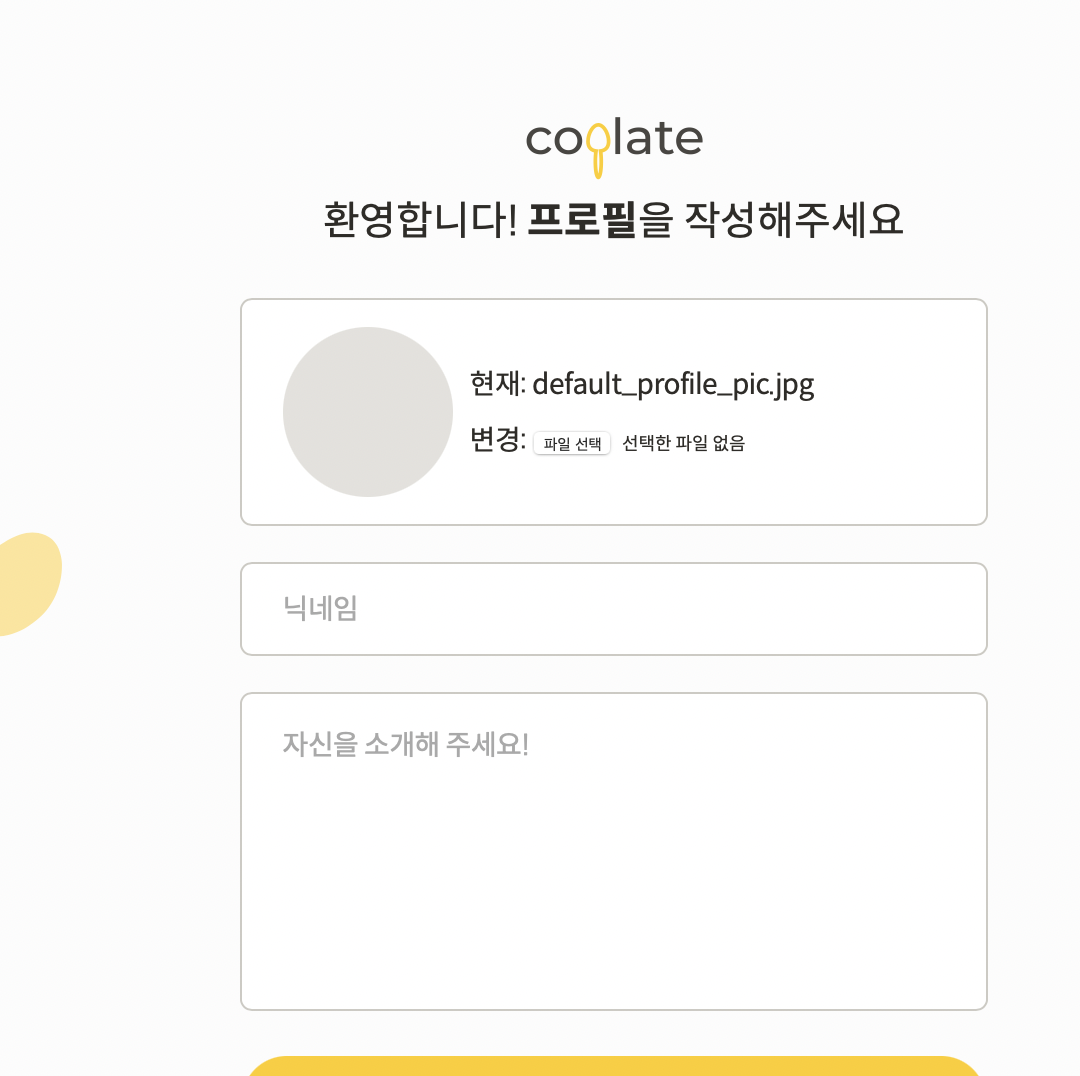 coolate
환영합니다! 프로필을 작성해주세요
현재: default_profile_pic.jpg
변경: 파일 선택 선택한 파일 없음
닉네임
자신을 소개해 주세요!